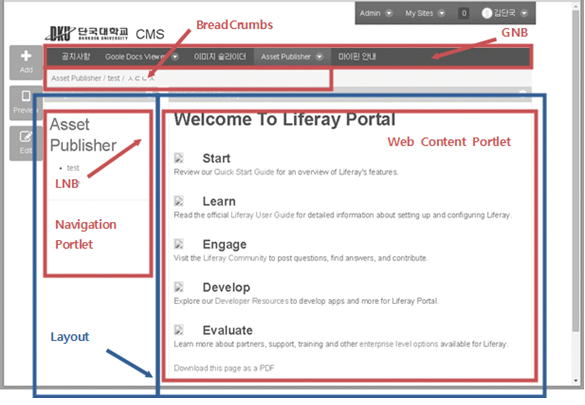 BreadCrumbs
Admin My Sites 0 김단국
GNB
DKU 단국대학교 CMS
DANKOOK UNIVERSITY
공지사항 Goole Docs Viewer 이미지 슬라이더 Asset Publisher 마이핀 안내
Add
Asset Publisher / test / ㅅㄷㄴㅅ
Preview
Edit
Asset Publisher
test
LNB
Navigation Portlet
Layout
Welcome To Liferay Portal
Web Content Portlet
Start
Review our Quick Start Guide for an overview of Liferay's features.
Learn
Read the official Liferay User Guide for detailed information about setting up and configuring Liferay.
Engage
Visit the Liferay Community to post questions, find answers, and contribute.
Develop
Explore our Developer Resources to develop apps and more for Liferay Portal.
Evaluate
Learn more about partners, support, training and other enterprise level options available for Liferay.
Download this page as a PDF